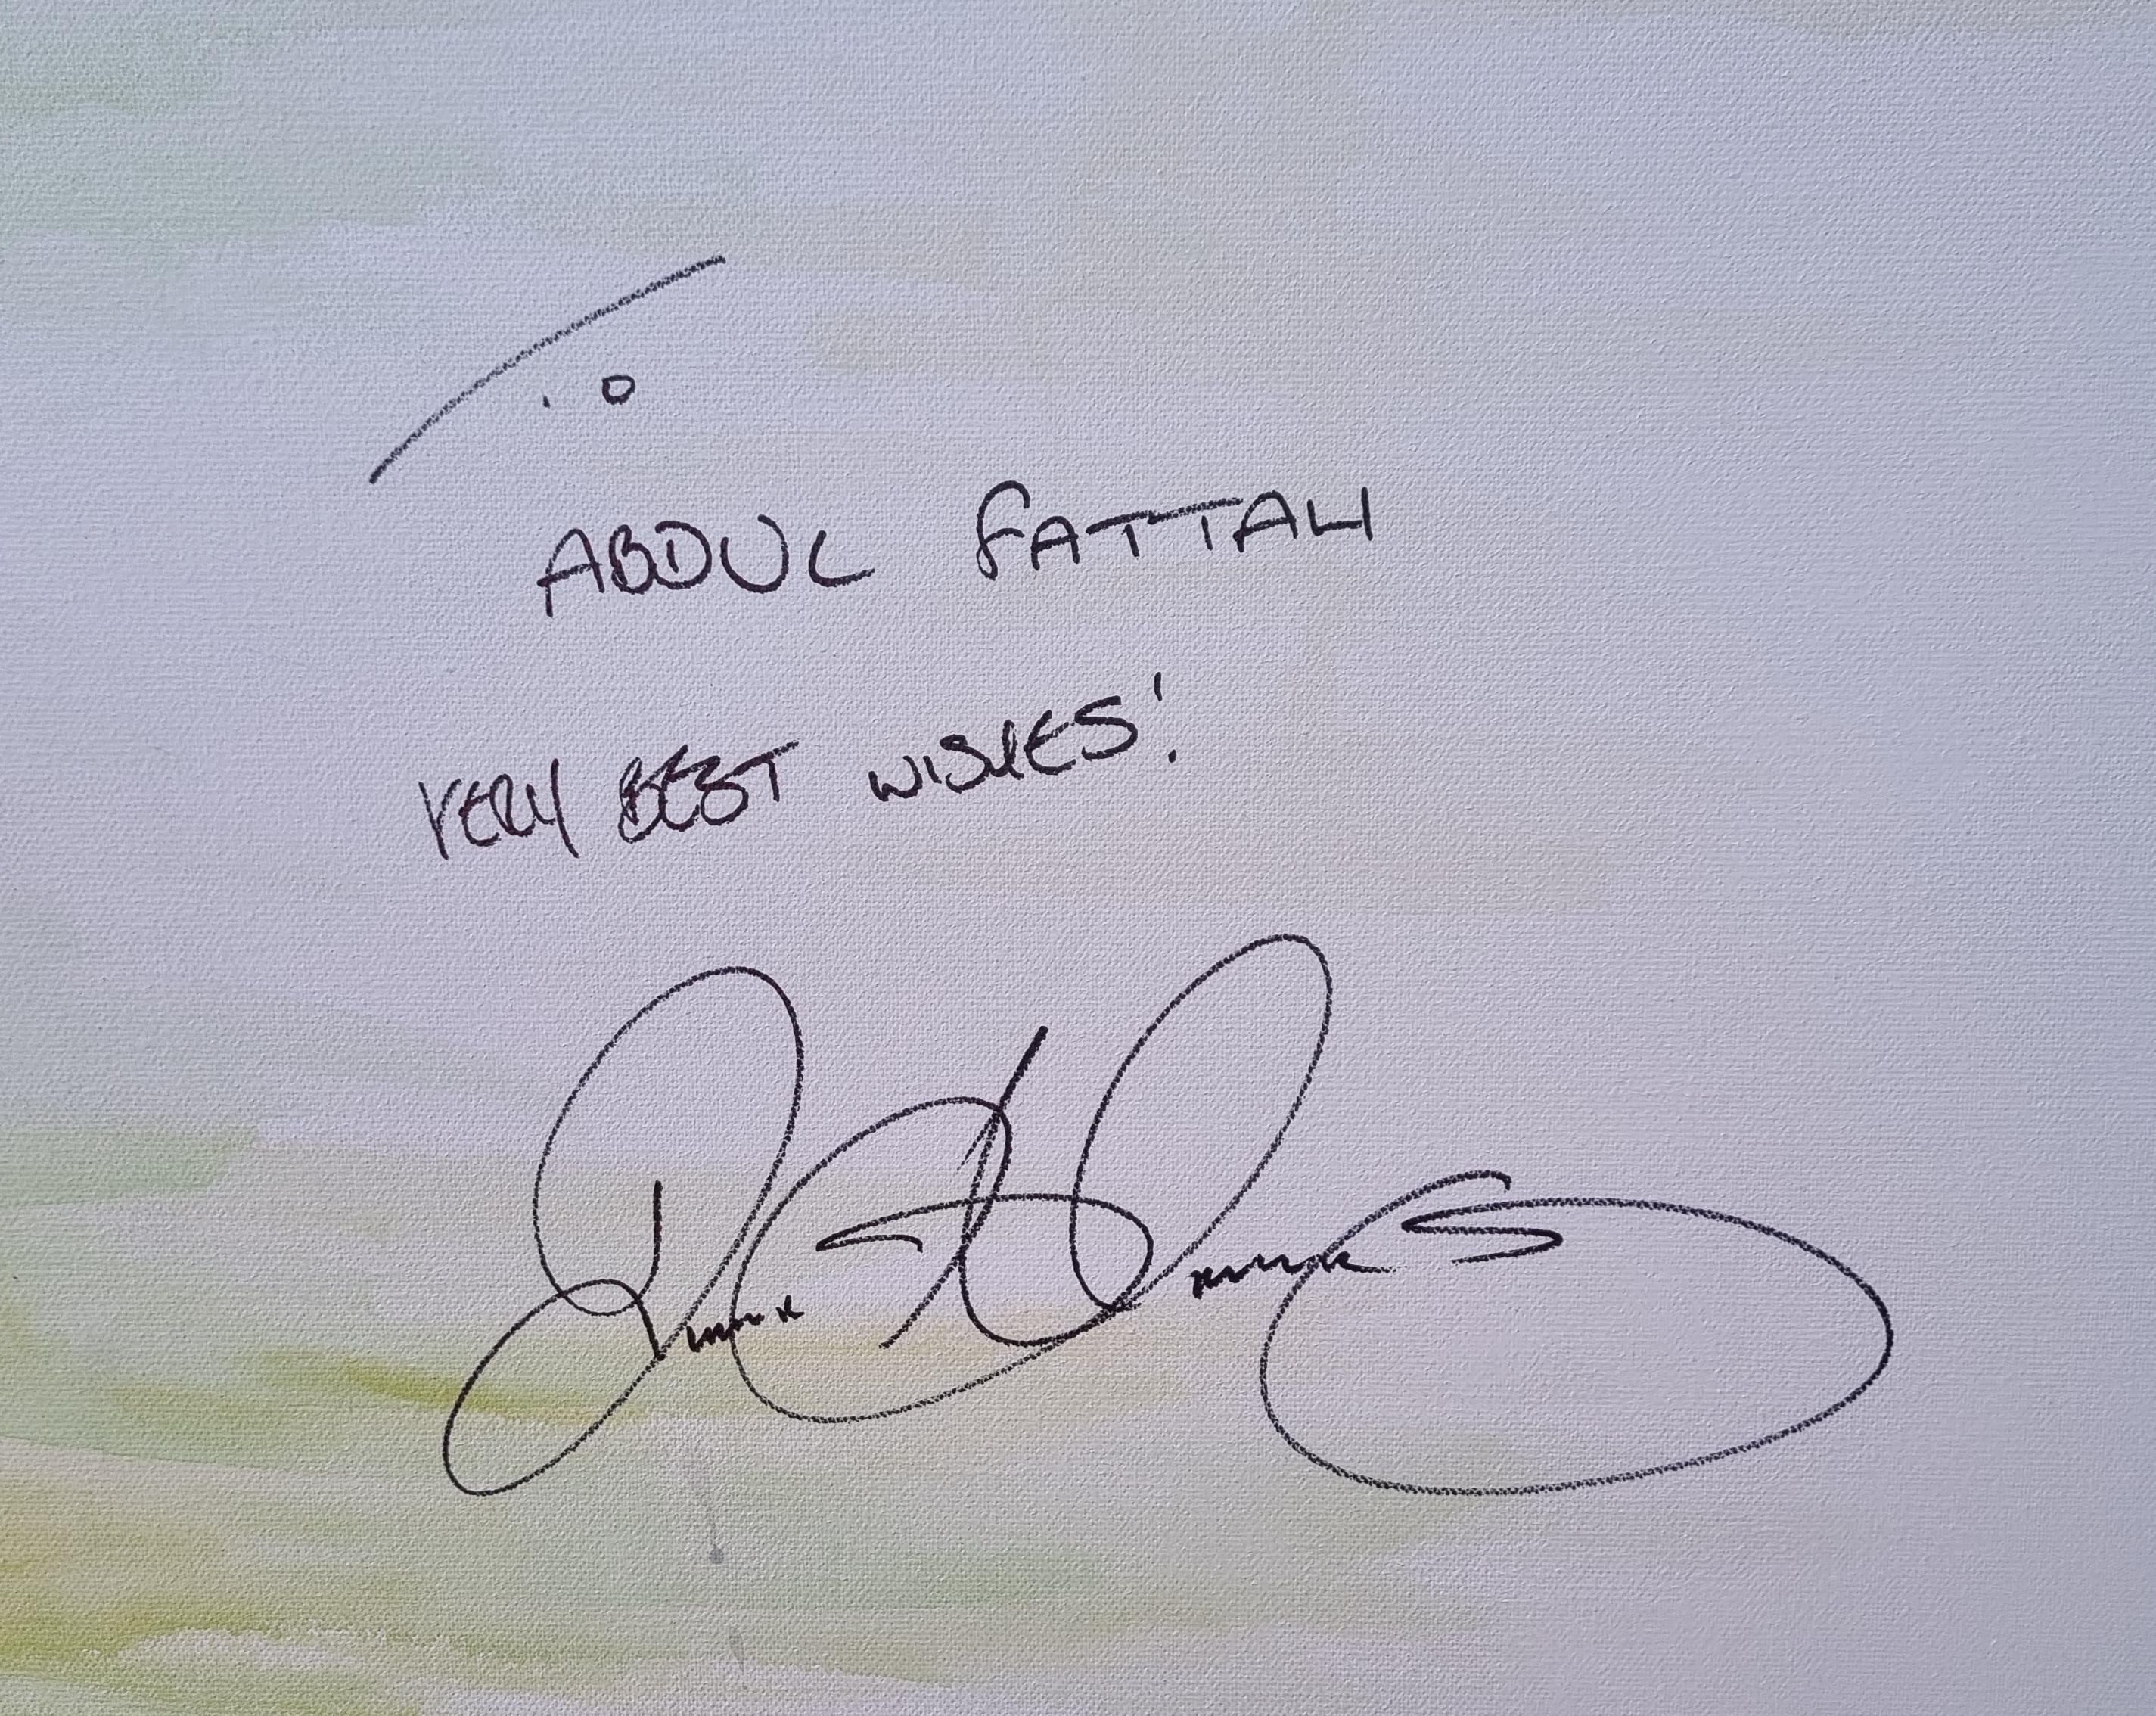 To
ABDUL FATTAH
VERY BEST WISHES!